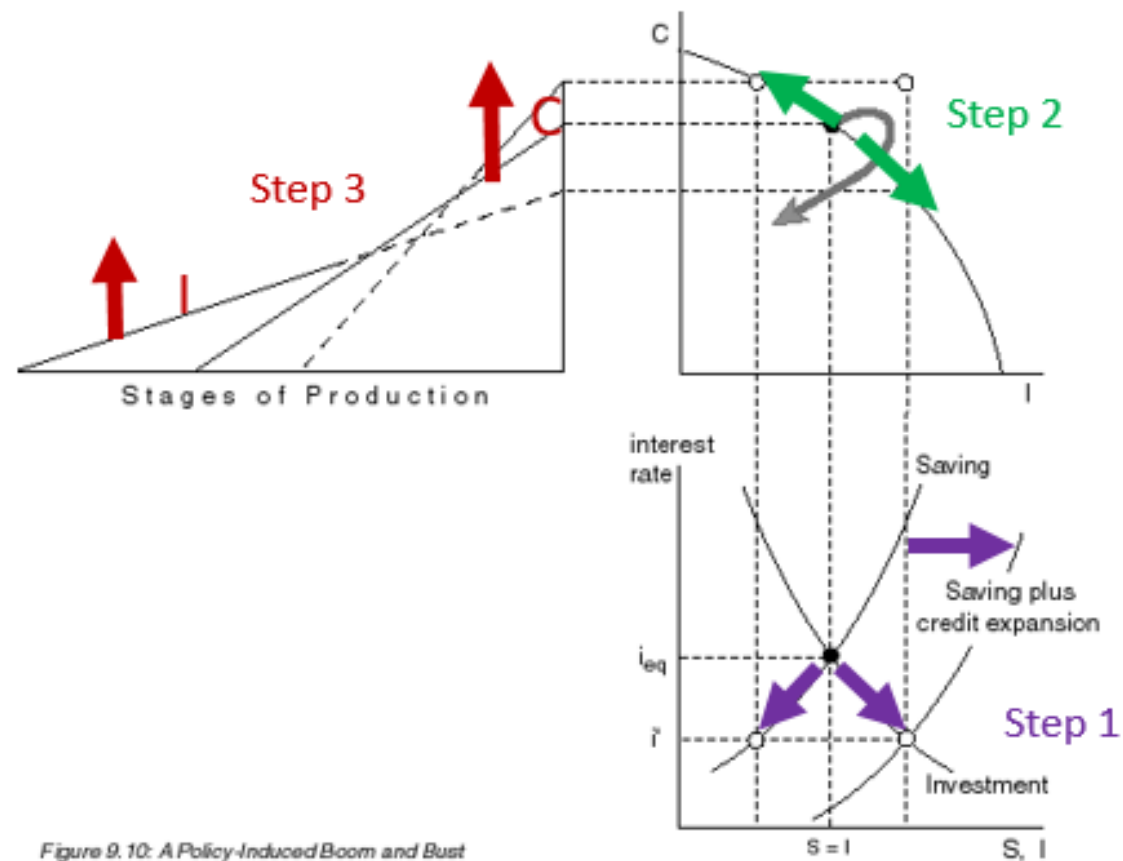 C
Step 2
C
Step 3
I
Stages of Production
I
interest
rate
Saving
Saving plus
credit expansion
i_eq
Step 1
i'
Investment
S = I
S, I
Figure 9.10: A Policy-Induced Boom and Bust